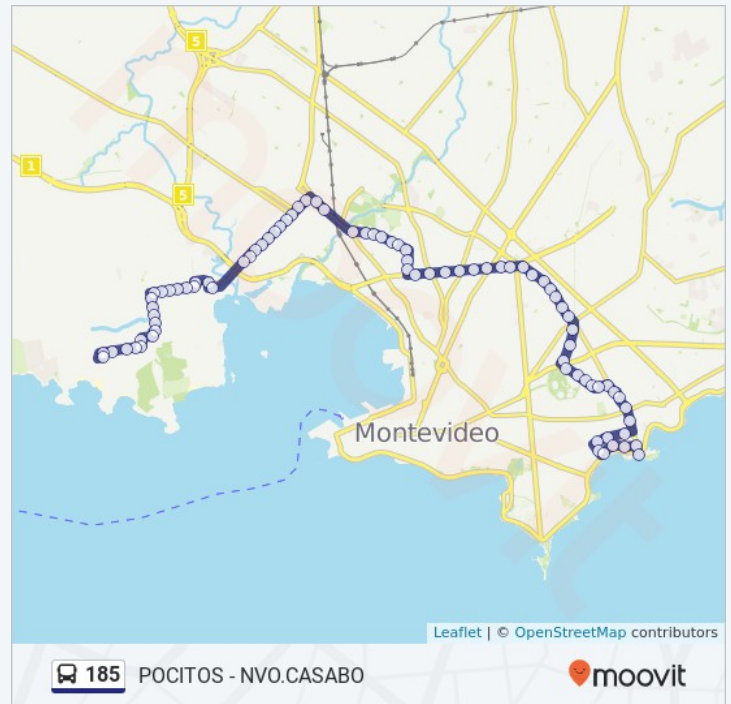 5
1
5
Montevideo
Leaflet | © OpenStreetMap contributors
185 POCITOS - NVO.CASABO
moovit